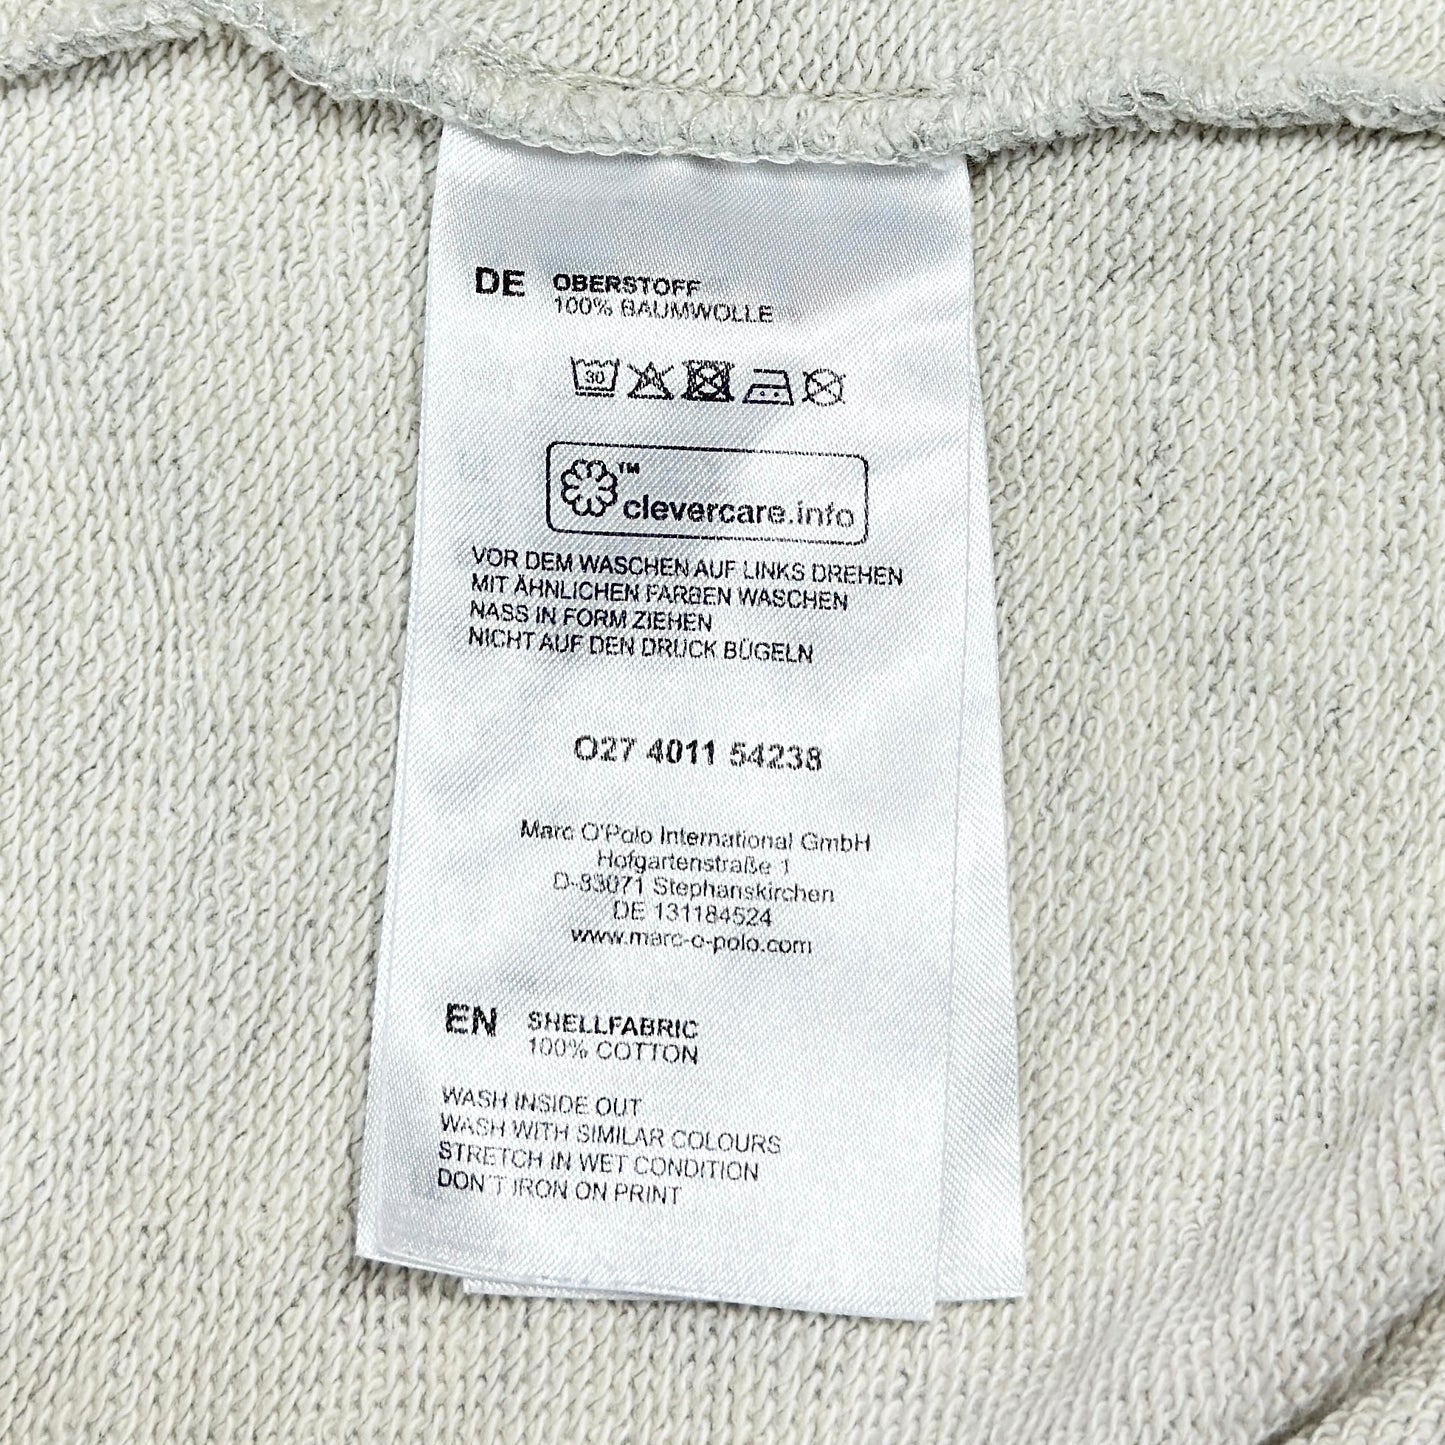 DE OBERSTOFF
100% BAUMWOLLE
30
™
clevercare.info
VOR DEM WASCHEN AUF LINKS DREHEN
MIT ÄHNLICHEN FARBEN WASCHEN
NASS IN FORM ZIEHEN
NICHT AUF DEN DRUCK BÜGELN
O27 4011 54238
Marc O'Polo International GmbH
Hofgartenstraße 1
D-83071 Stephanskirchen
DE 131184524
www.marc-o-polo.com
EN SHELLFABRIC
100% COTTON
WASH INSIDE OUT
WASH WITH SIMILAR COLOURS
STRETCH IN WET CONDITION
DON'T IRON ON PRINT